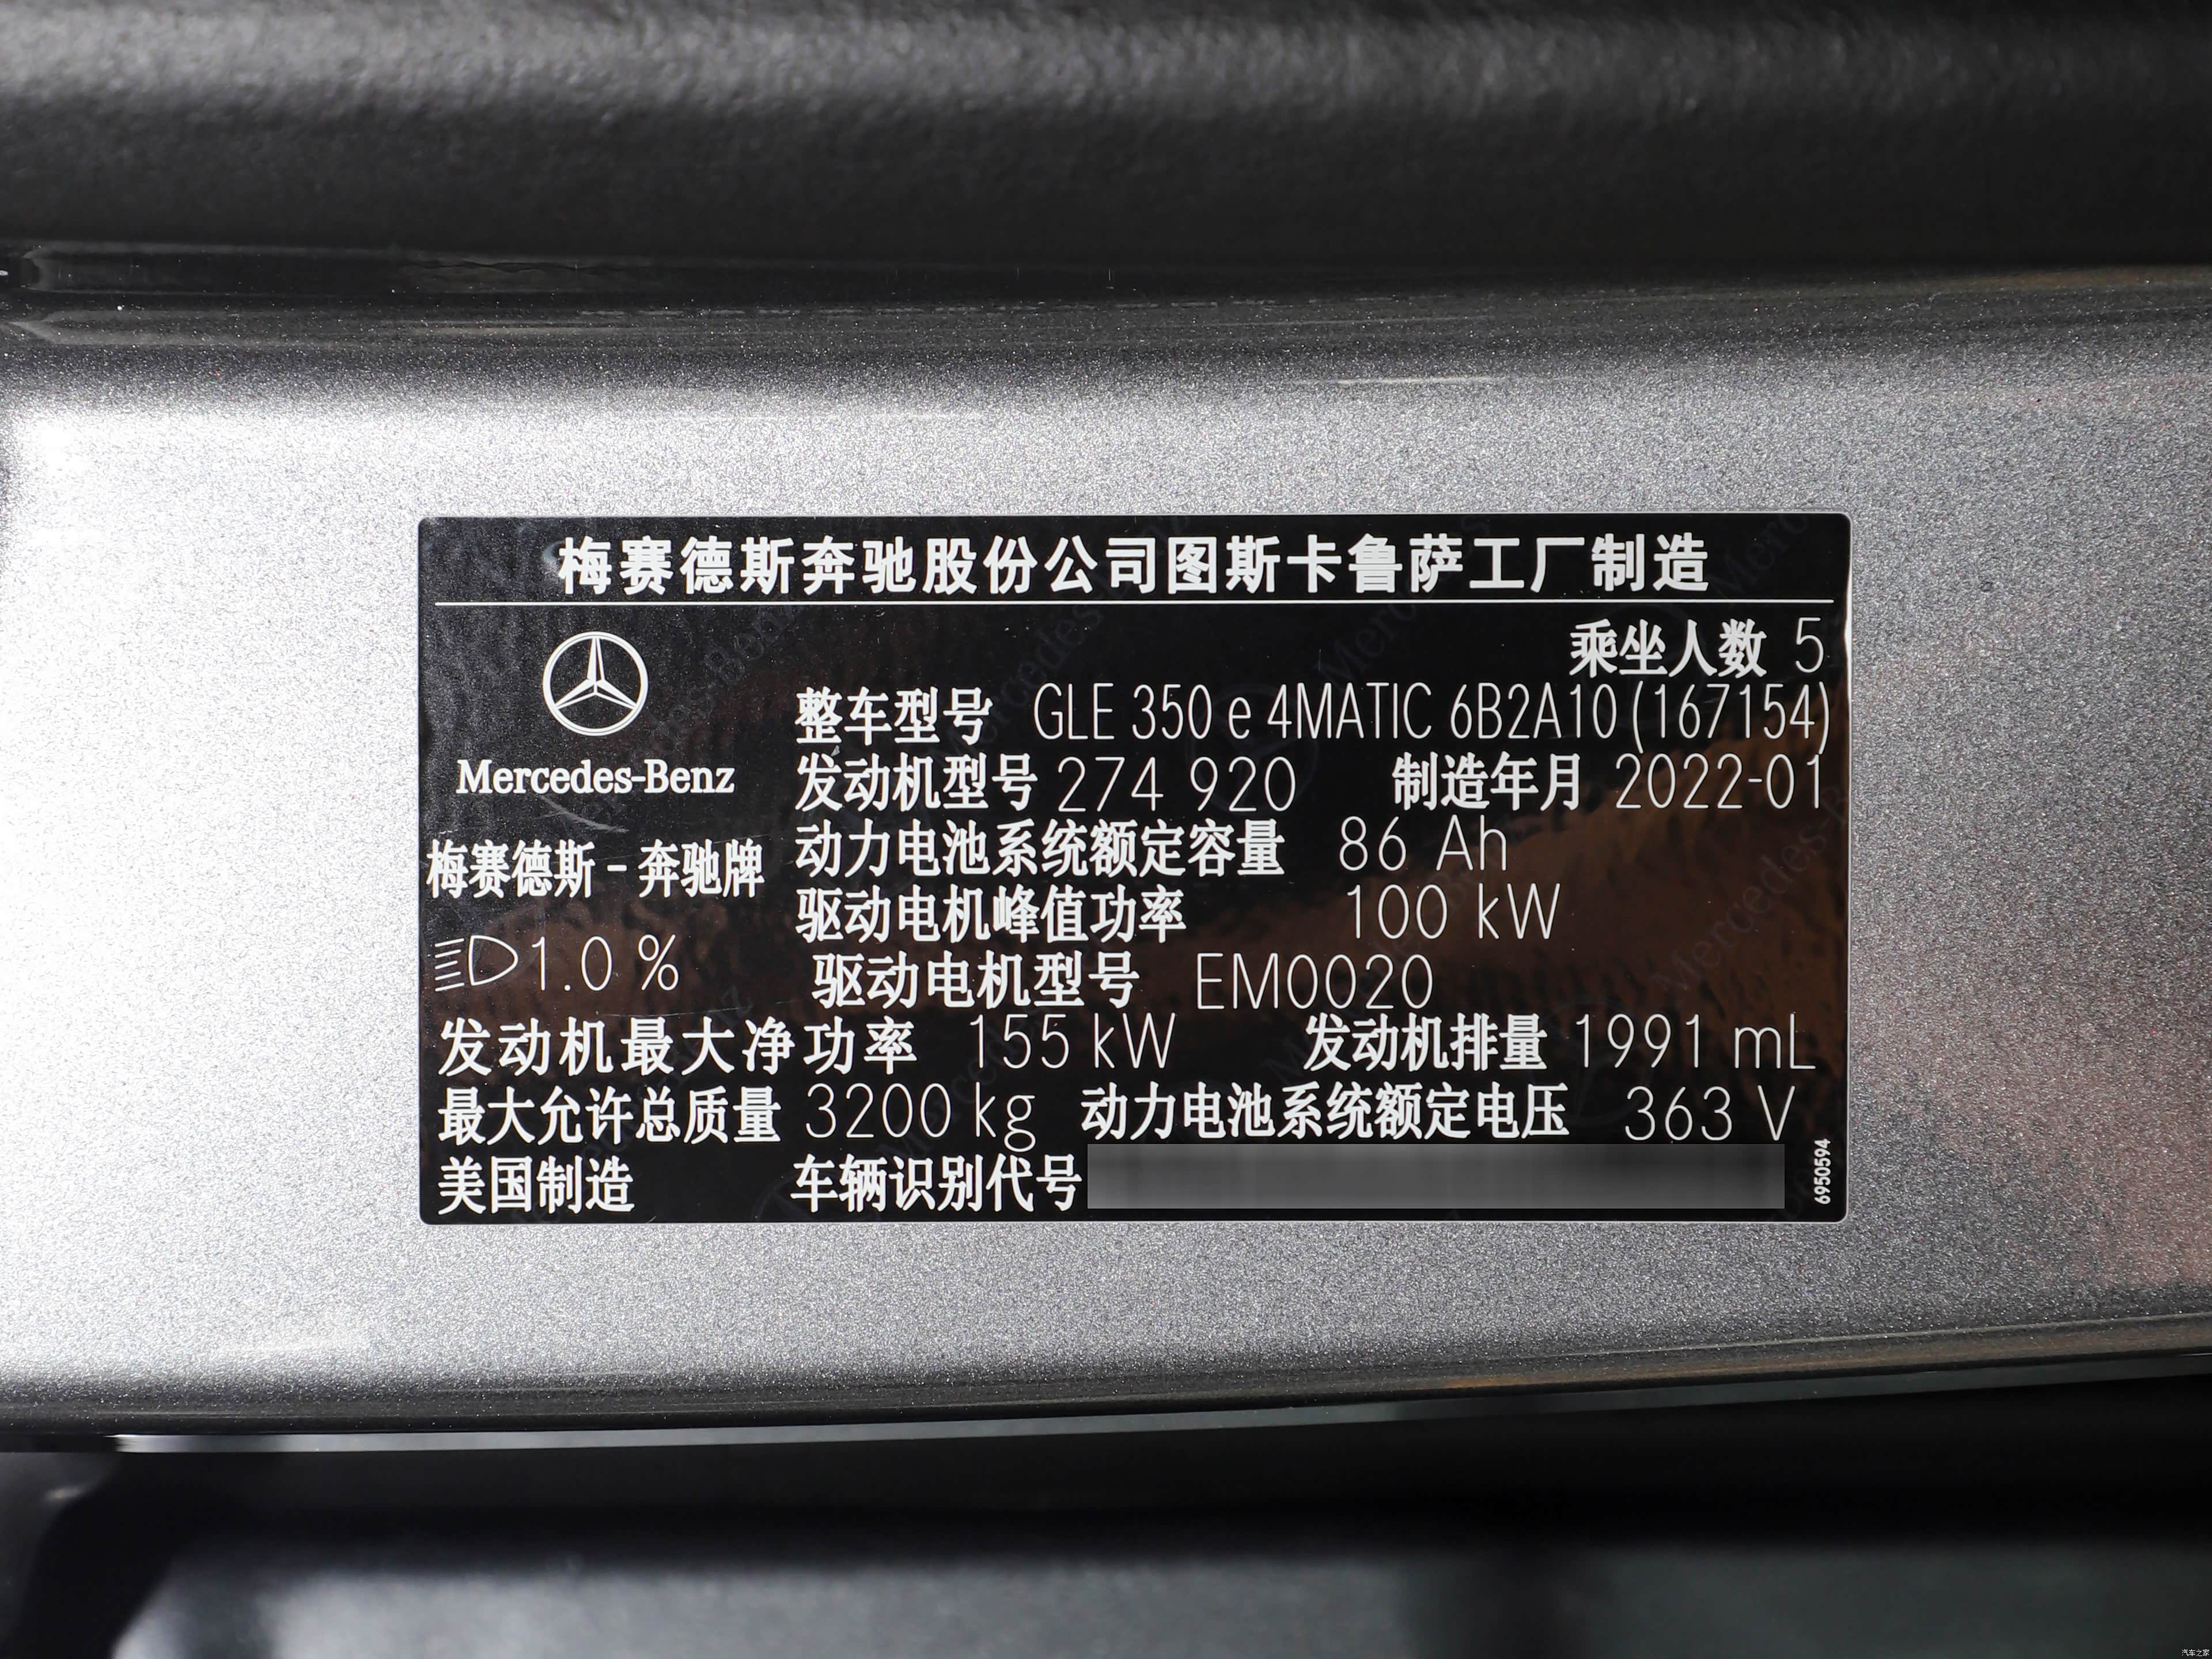 梅赛德斯奔驰股份公司图斯卡鲁萨工厂制造
乘坐人数 5
整车型号 GLE 350 e 4MATIC 6B2A10 (167154)
Mercedes-Benz
发动机型号 274 920 制造年月 2022-01
动力电池系统额定容量 86 Ah
梅赛德斯-奔驰牌
驱动电机峰值功率 100 kW
1.0 %
驱动电机型号 EM0020
发动机最大净功率 155 kW 发动机排量 1991 mL
最大允许总质量 3200 kg 动力电池系统额定电压 363 V
美国制造 车辆识别代号
6950594
汽车之家